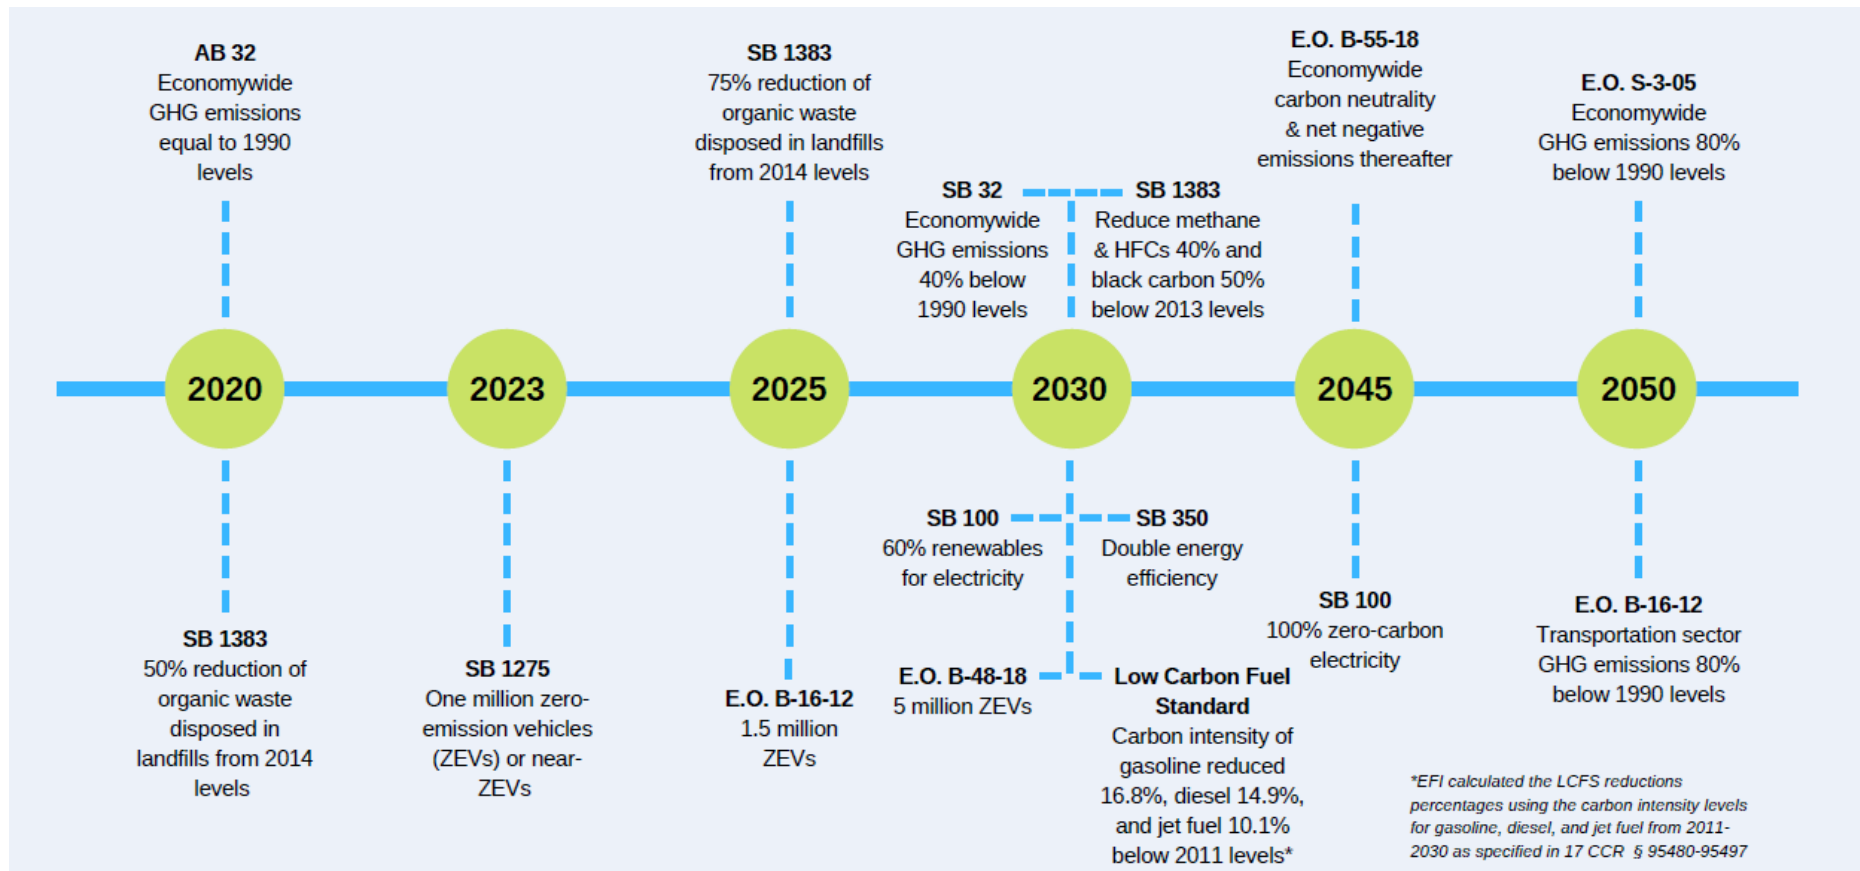 AB 32
Economywide
GHG emissions
equal to 1990
levels
SB 1383
75% reduction of
organic waste
disposed in landfills
from 2014 levels
SB 32
Economywide
GHG emissions
40% below
1990 levels
SB 1383
Reduce methane
& HFCs 40% and
black carbon 50%
below 2013 levels
E.O. B-55-18
Economywide
carbon neutrality
& net negative
emissions thereafter
E.O. S-3-05
Economywide
GHG emissions 80%
below 1990 levels
2020
2023
2025
2030
2045
2050
SB 1383
50% reduction of
organic waste
disposed in
landfills from 2014
levels
SB 1275
One million zero-
emission vehicles
(ZEVs) or near-
ZEVs
E.O. B-16-12
1.5 million
ZEVs
SB 100
60% renewables
for electricity
SB 350
Double energy
efficiency
E.O. B-48-18
5 million ZEVs
Low Carbon Fuel
Standard
Carbon intensity of
gasoline reduced
16.8%, diesel 14.9%,
and jet fuel 10.1%
below 2011 levels*
SB 100
100% zero-carbon
electricity
E.O. B-16-12
Transportation sector
GHG emissions 80%
below 1990 levels
*EFI calculated the LCFS reductions
percentages using the carbon intensity levels
for gasoline, diesel, and jet fuel from 2011-
2030 as specified in 17 CCR § 95480-95497